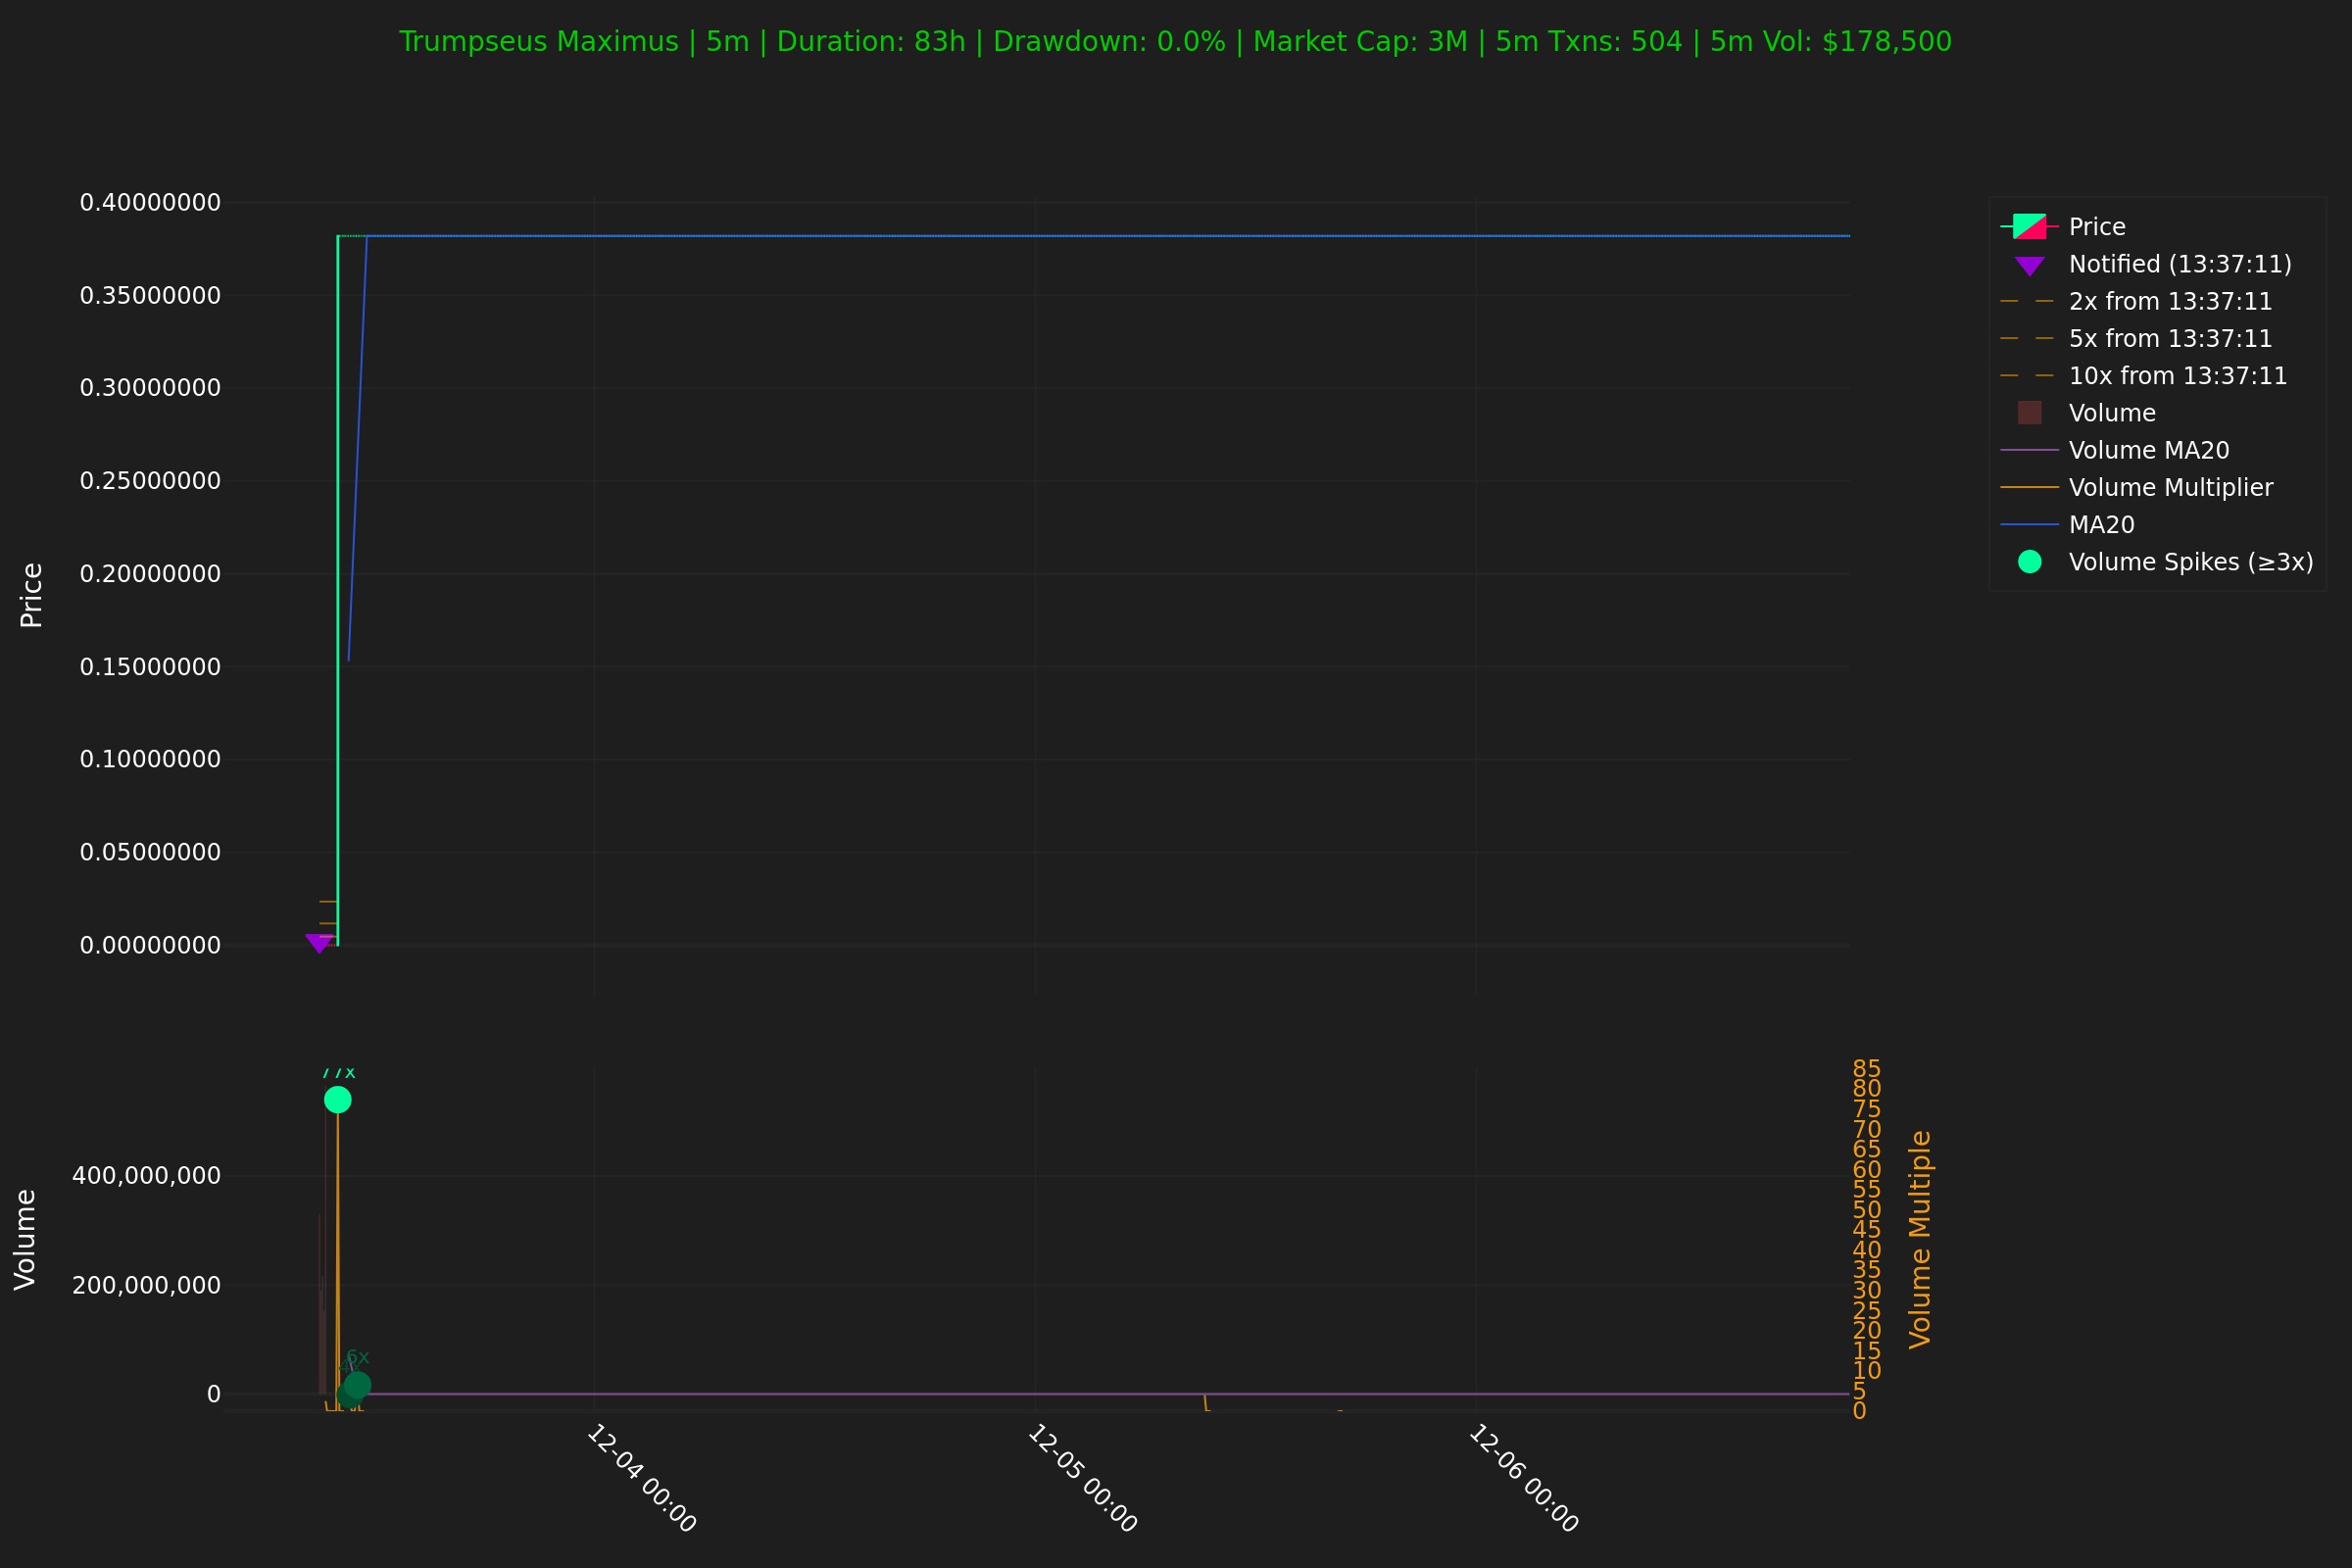 Trumpseus Maximus | 5m | Duration: 83h | Drawdown: 0.0% | Market Cap: 3M | 5m Txns: 504 | 5m Vol: $178,500
Price
0.40000000
0.35000000
0.30000000
0.25000000
0.20000000
0.15000000
0.10000000
0.05000000
0.00000000
Price
Notified (13:37:11)
2x from 13:37:11
5x from 13:37:11
10x from 13:37:11
Volume
Volume MA20
Volume Multiplier
MA20
Volume Spikes (≥3x)
Volume
400,000,000
200,000,000
0
77x
6x
85
80
75
70
65
60
55
50
45
40
35
30
25
20
15
10
5
0
Volume Multiple
12-04 00:00
12-05 00:00
12-06 00:00